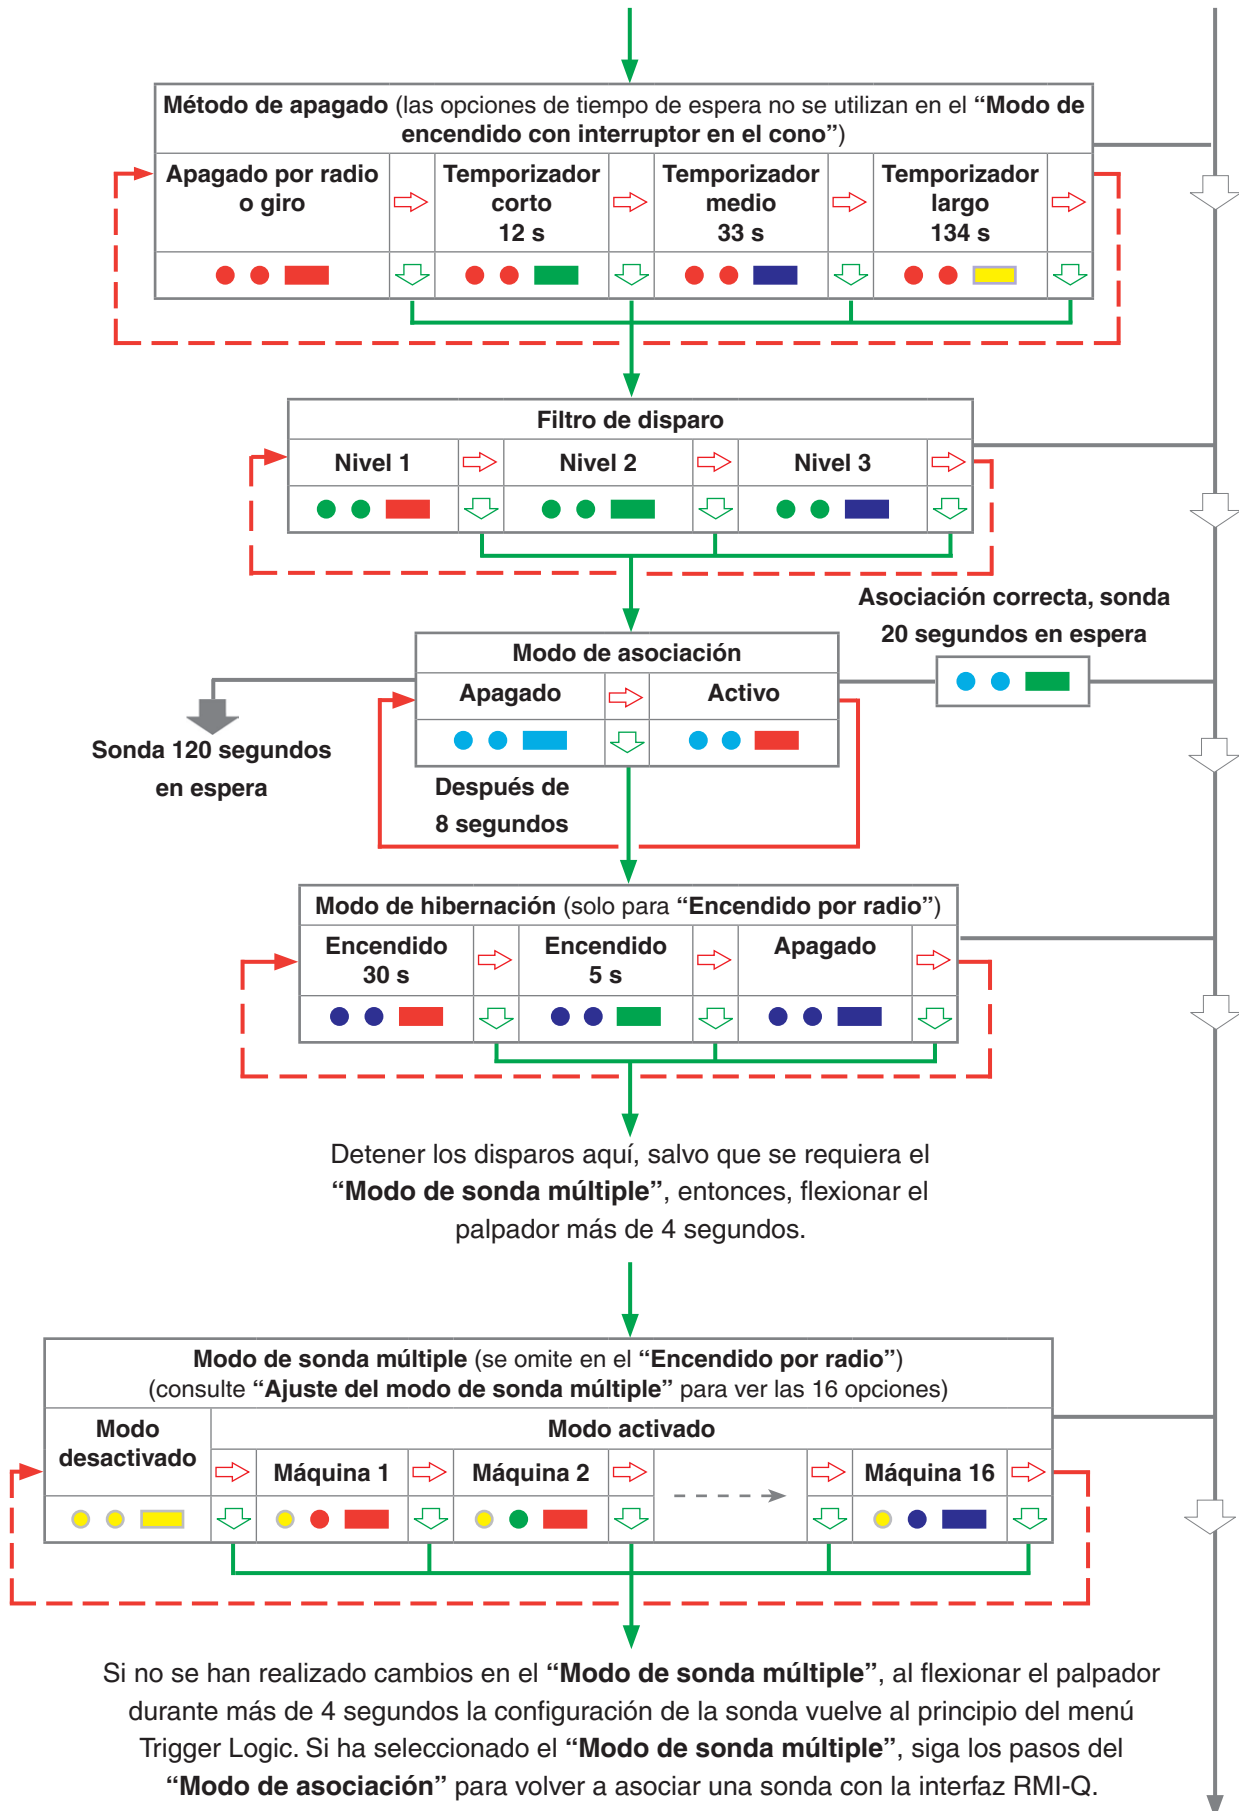 Método de apagado (las opciones de tiempo de espera no se utilizan en el “Modo de
encendido con interruptor en el cono”)
Apagado por radio
o giro
Temporizador
corto
12 s
Temporizador
medio
33 s
Temporizador
largo
134 s
Filtro de disparo
Nivel 1
Nivel 2
Nivel 3
Asociación correcta, sonda
20 segundos en espera
Modo de asociación
Apagado
Activo
Sonda 120 segundos
en espera
Después de
8 segundos
Modo de hibernación (solo para “Encendido por radio”)
Encendido
30 s
Encendido
5 s
Apagado
Detener los disparos aquí, salvo que se requiera el
“Modo de sonda múltiple”, entonces, flexionar el
palpador más de 4 segundos.
Modo de sonda múltiple (se omite en el “Encendido por radio”)
(consulte “Ajuste del modo de sonda múltiple” para ver las 16 opciones)
Modo
desactivado
Modo activado
Máquina 1
Máquina 2
Máquina 16
Si no se han realizado cambios en el “Modo de sonda múltiple”, al flexionar el palpador
durante más de 4 segundos la configuración de la sonda vuelve al principio del menú
Trigger Logic. Si ha seleccionado el “Modo de sonda múltiple”, siga los pasos del
“Modo de asociación” para volver a asociar una sonda con la interfaz RMI-Q.